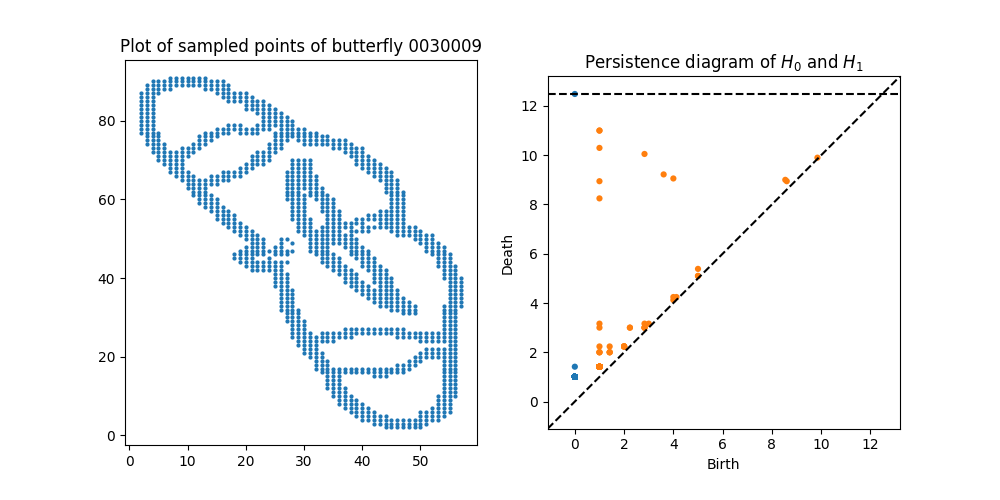 Plot of sampled points of butterfly 0030009
80
60
40
20
0
0 10 20 30 40 50
Persistence diagram of $H_0$ and $H_1$
Death
12
10
8
6
4
2
0
0 2 4 6 8 10 12
Birth